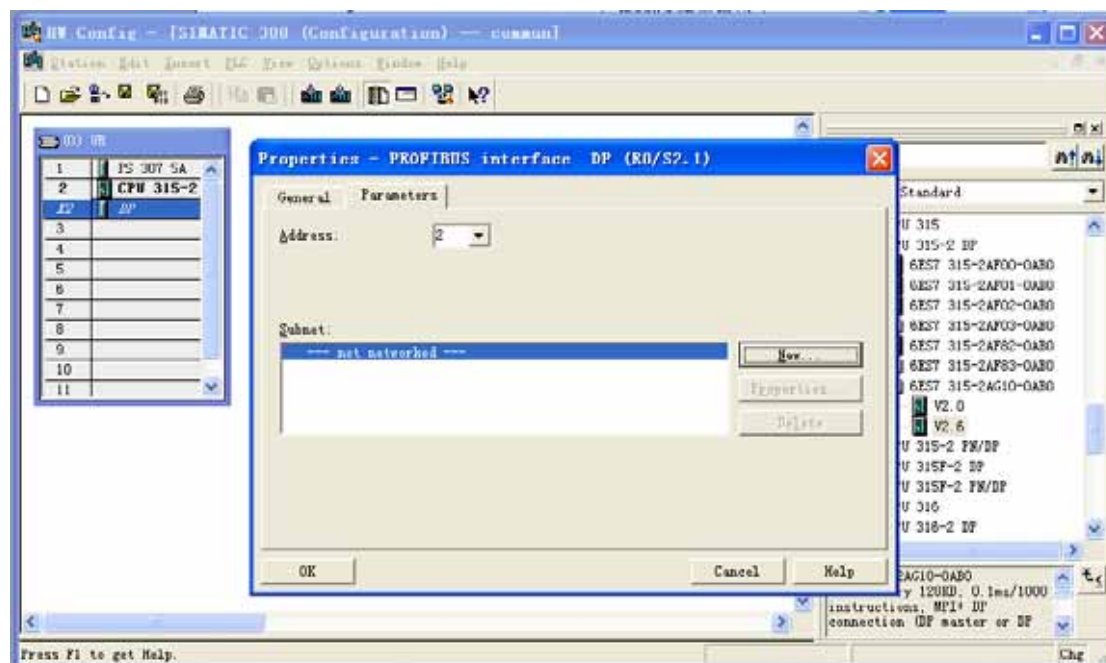 HW Config - [SIMATIC 300 (Configuration) -- commun]
Station Edit Insert PLC View Options Window Help
(0) UR
1 PS 307 5A
2 CPU 315-2
X2 DP
3
4
5
6
7
8
9
10
11
Properties - PROFIBUS interface DP (R0/S2.1)
General Parameters
Address: 2
Subnet:
--- not networked ---
New...
Properties...
Delete
OK Cancel Help
Standard
U 315
U 315-2 DP
6ES7 315-2AF00-0AB0
6ES7 315-2AF01-0AB0
6ES7 315-2AF02-0AB0
6ES7 315-2AF03-0AB0
6ES7 315-2AF82-0AB0
6ES7 315-2AF83-0AB0
6ES7 315-2AG10-0AB0
V2.0
V2.6
U 315-2 PN/DP
U 315F-2 DP
U 315F-2 PN/DP
U 316
U 316-2 DP
2AG10-0AB0
y 128KB, 0.1ms/1000
instructions, MPI+ DP
connection (DP master or DP
Press F1 to get Help.
Chg